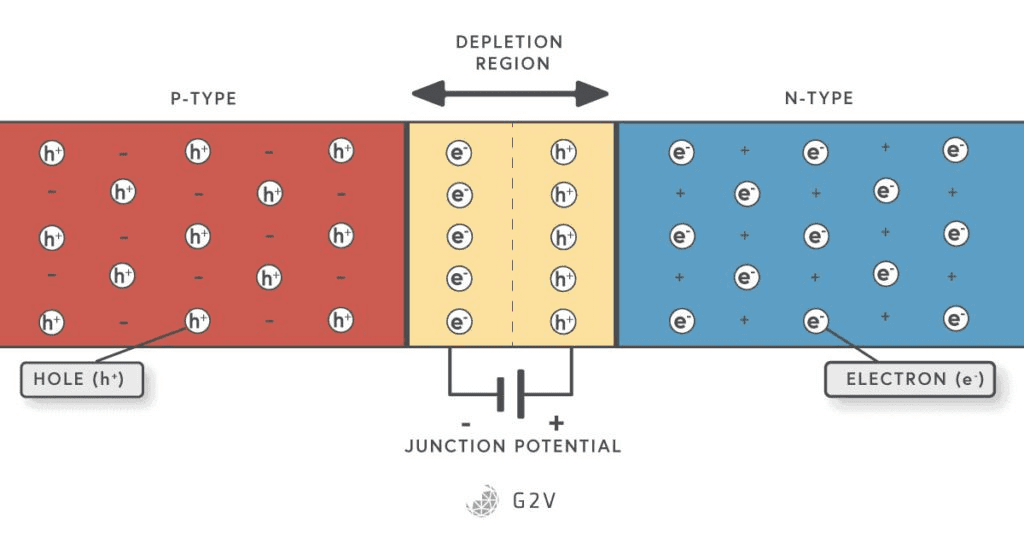 DEPLETION
REGION
P-TYPE
N-TYPE
h⁺ - h⁺ - h⁺ e⁻ h⁺ e⁻ + e⁻ + e⁻
- h⁺ - h⁺ - e⁻ h⁺ + e⁻ + e⁻ +
h⁺ - h⁺ - h⁺ e⁻ h⁺ e⁻ + e⁻ + e⁻
- h⁺ - h⁺ - e⁻ h⁺ + e⁻ + e⁻ +
h⁺ - h⁺ - h⁺ e⁻ h⁺ e⁻ + e⁻ + e⁻
HOLE (h⁺)
ELECTRON (e⁻)
- +
JUNCTION POTENTIAL
G2V